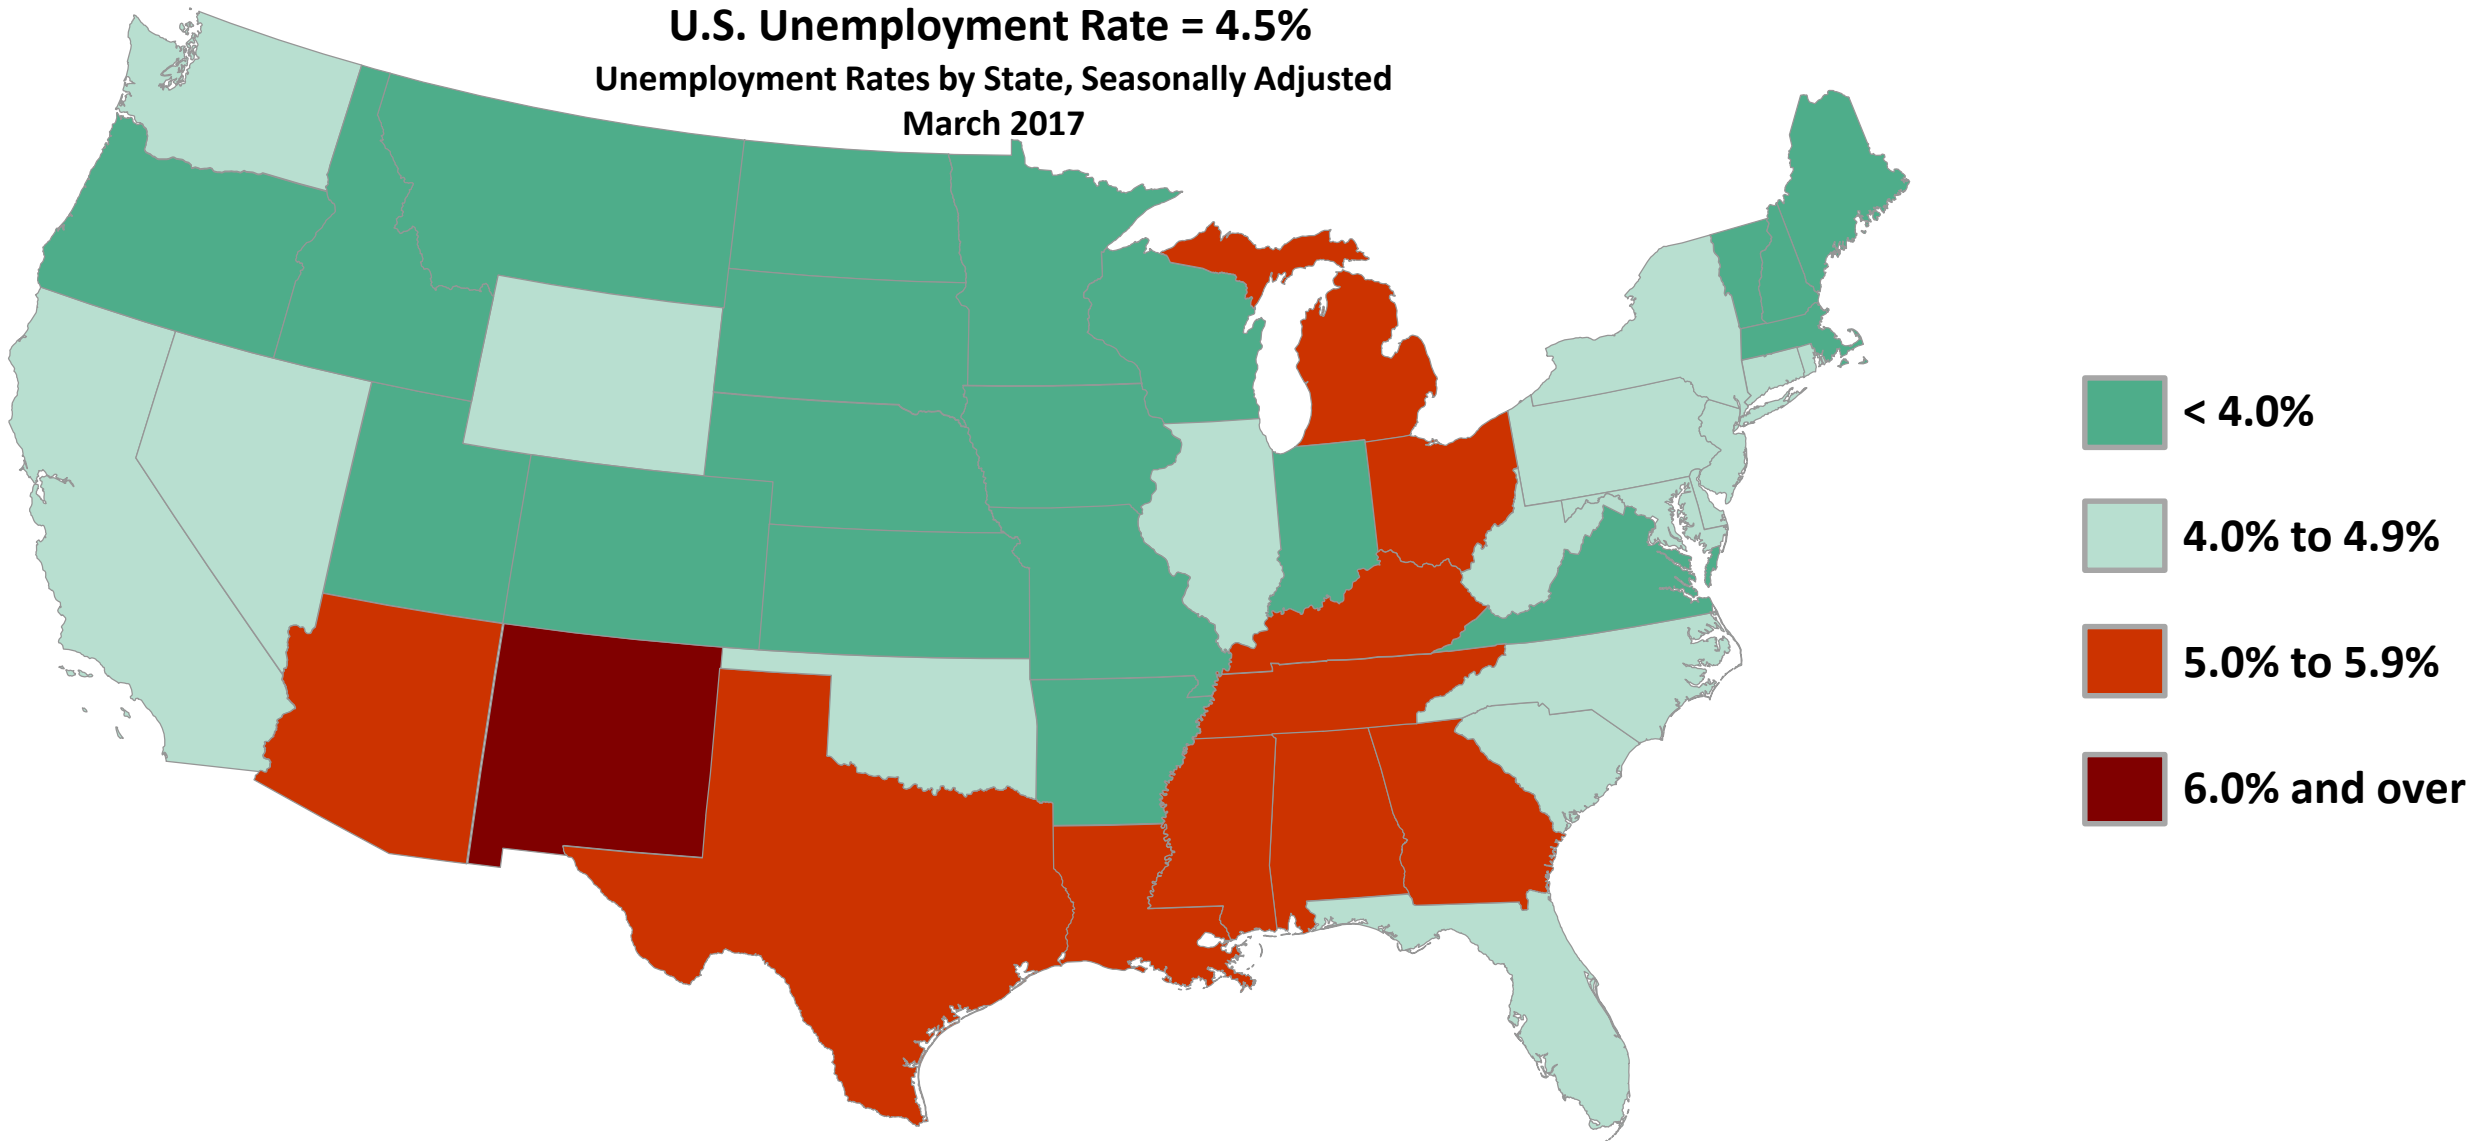 U.S. Unemployment Rate = 4.5%
Unemployment Rates by State, Seasonally Adjusted
March 2017
< 4.0%
4.0% to 4.9%
5.0% to 5.9%
6.0% and over